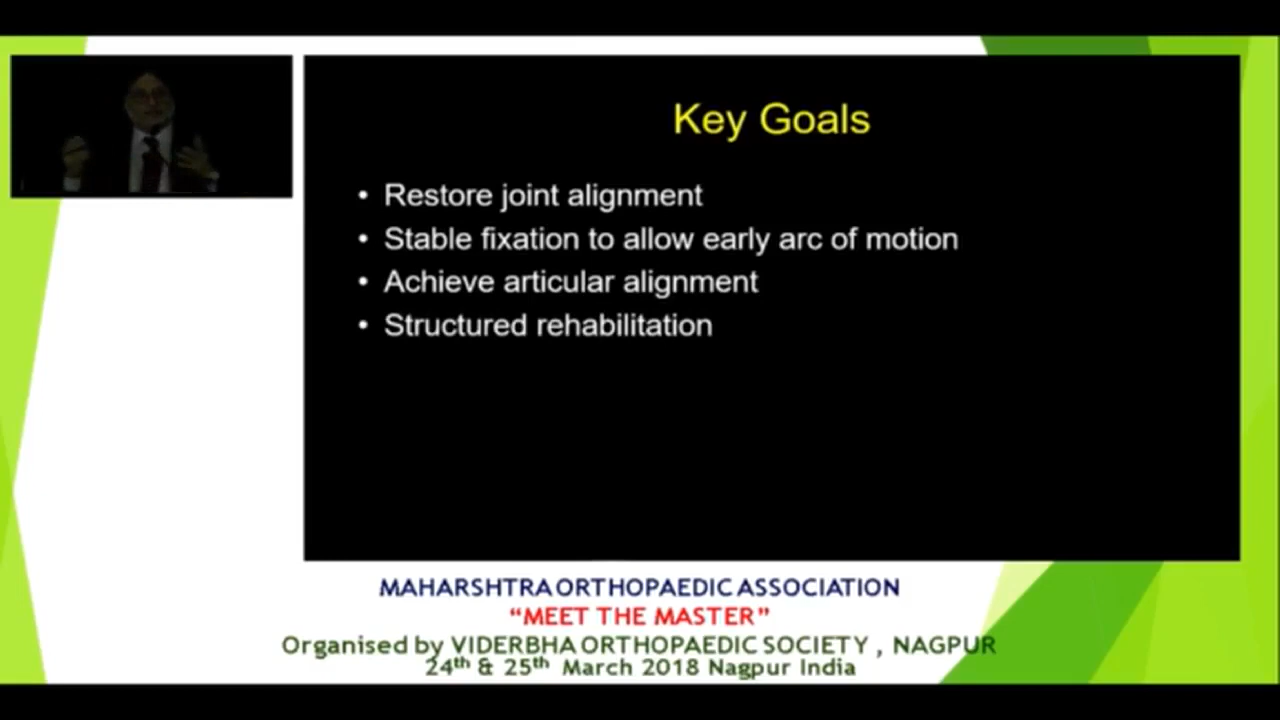 Key Goals
• Restore joint alignment
• Stable fixation to allow early arc of motion
• Achieve articular alignment
• Structured rehabilitation
MAHARSHTRA ORTHOPAEDIC ASSOCIATION
“MEET THE MASTER”
Organised by VIDERBHA ORTHOPAEDIC SOCIETY , NAGPUR
24th & 25th March 2018 Nagpur India